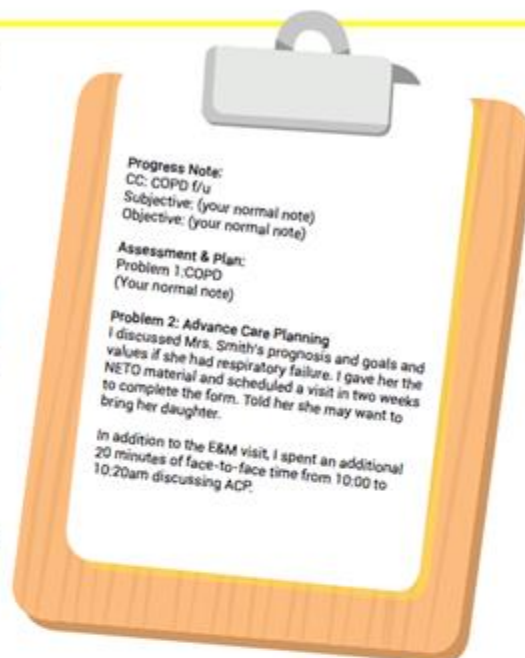 Progress Note:
CC: COPD f/u
Subjective: (your normal note)
Objective: (your normal note)
Assessment & Plan:
Problem 1:COPD
(Your normal note)
Problem 2: Advance Care Planning
I discussed Mrs. Smith's prognosis and goals and
values if she had respiratory failure. I gave her the
NETO material and scheduled a visit in two weeks
to complete the form. Told her she may want to
bring her daughter.
In addition to the E&M visit, I spent an additional
20 minutes of face-to-face time from 10:00 to
10:20am discussing ACP.